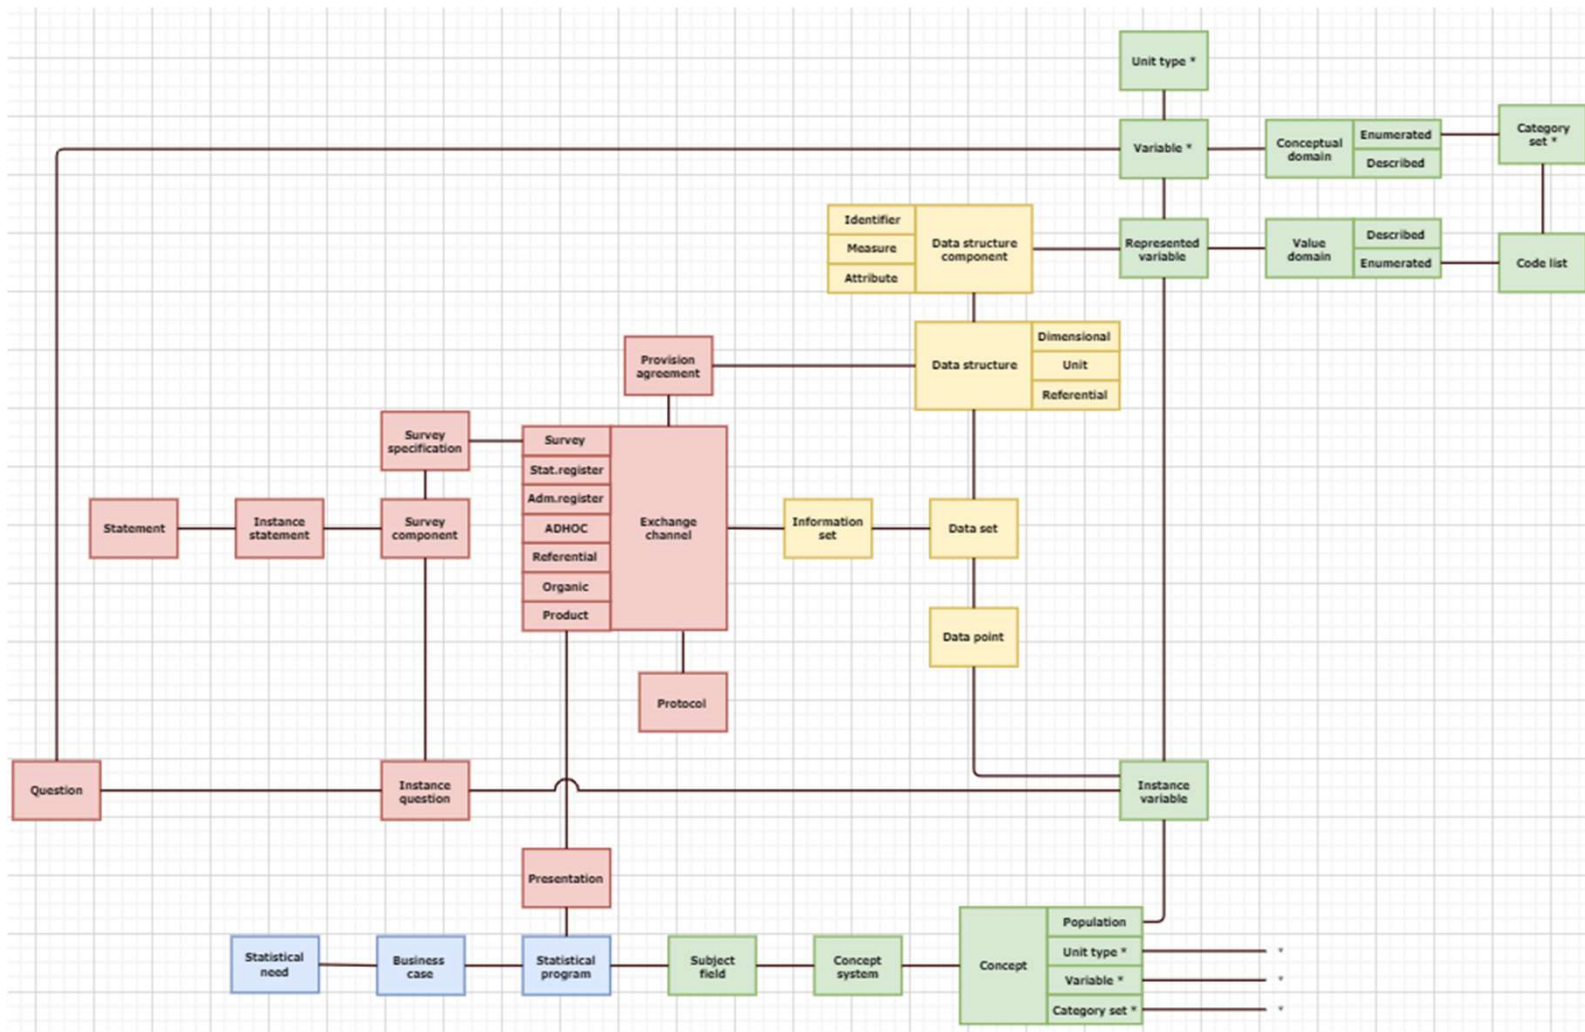 Unit type *
Variable *
Conceptual
domain
Enumerated
Described
Category
set *
Identifier
Measure
Attribute
Data structure
component
Represented
variable
Value
domain
Described
Enumerated
Code list
Provision
agreement
Data structure
Dimensional
Unit
Referential
Survey
specification
Survey
Stat.register
Adm.register
ADHOC
Referential
Organic
Product
Exchange
channel
Statement
Instance
statement
Survey
component
Information
set
Data set
Data point
Protocol
Question
Instance
question
Instance
variable
Presentation
Statistical
need
Business
case
Statistical
program
Subject
field
Concept
system
Concept
Population
Unit type *
*
Variable *
*
Category set *
*